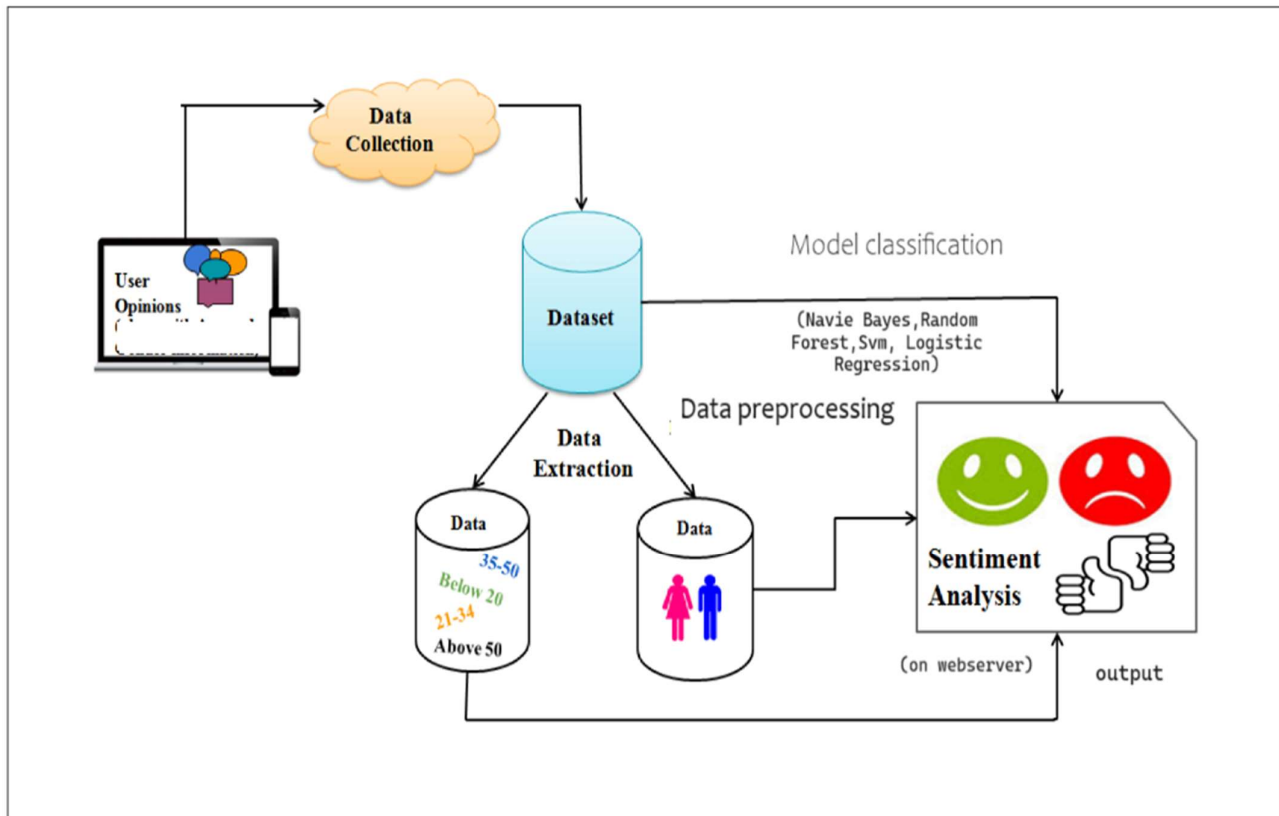 Data
Collection
User
Opinions
Dataset
Model classification
(Navie Bayes,Random
Forest,Svm, Logistic
Regression)
Data preprocessing
Data
Extraction
Data
35-50
Below 20
21-34
Above 50
Data
Sentiment
Analysis
(on webserver)
output